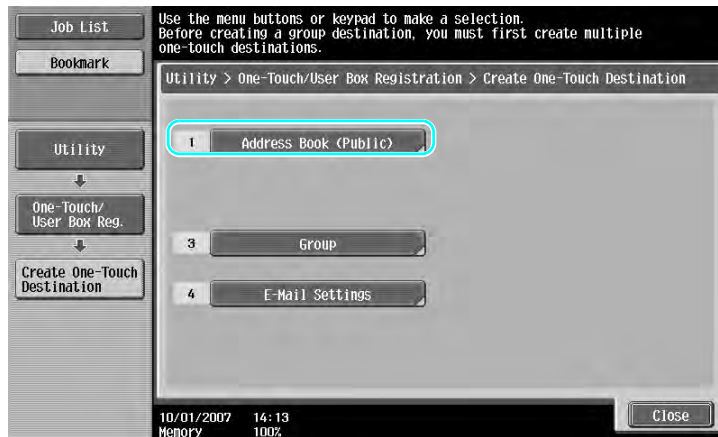 Job List
Bookmark
Use the menu buttons or keypad to make a selection.
Before creating a group destination, you must first create multiple
one-touch destinations.
Utility > One-Touch/User Box Registration > Create One-Touch Destination
Utility
One-Touch/
User Box Reg.
Create One-Touch
Destination
1 Address Book (Public)
3 Group
4 E-Mail Settings
10/01/2007 14:13
Memory 100%
Close